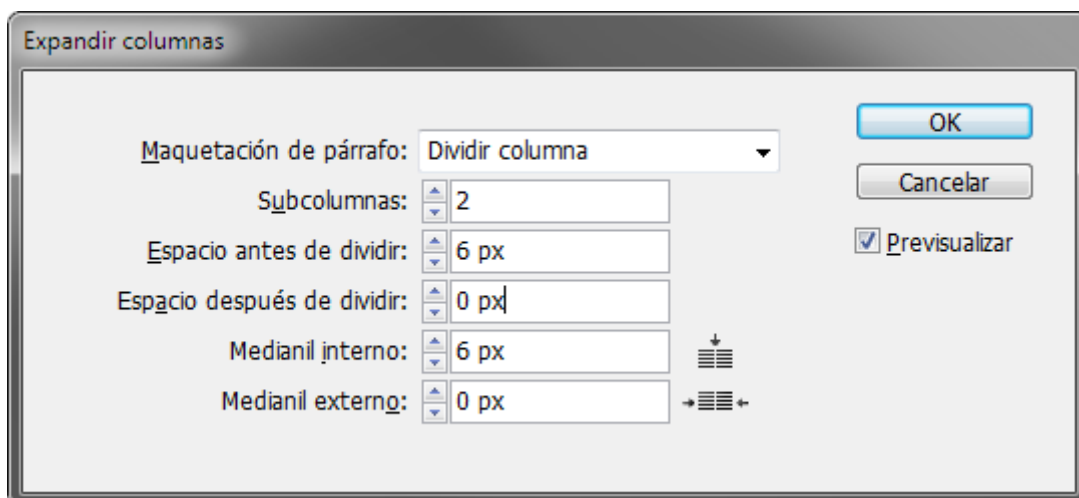 Expandir columnas
Maquetación de párrafo: Dividir columna
Subcolumnas: 2
Espacio antes de dividir: 6 px
Espacio después de dividir: 0 px
Medianil interno: 6 px
Medianil externo: 0 px
OK
Cancelar
Previsualizar